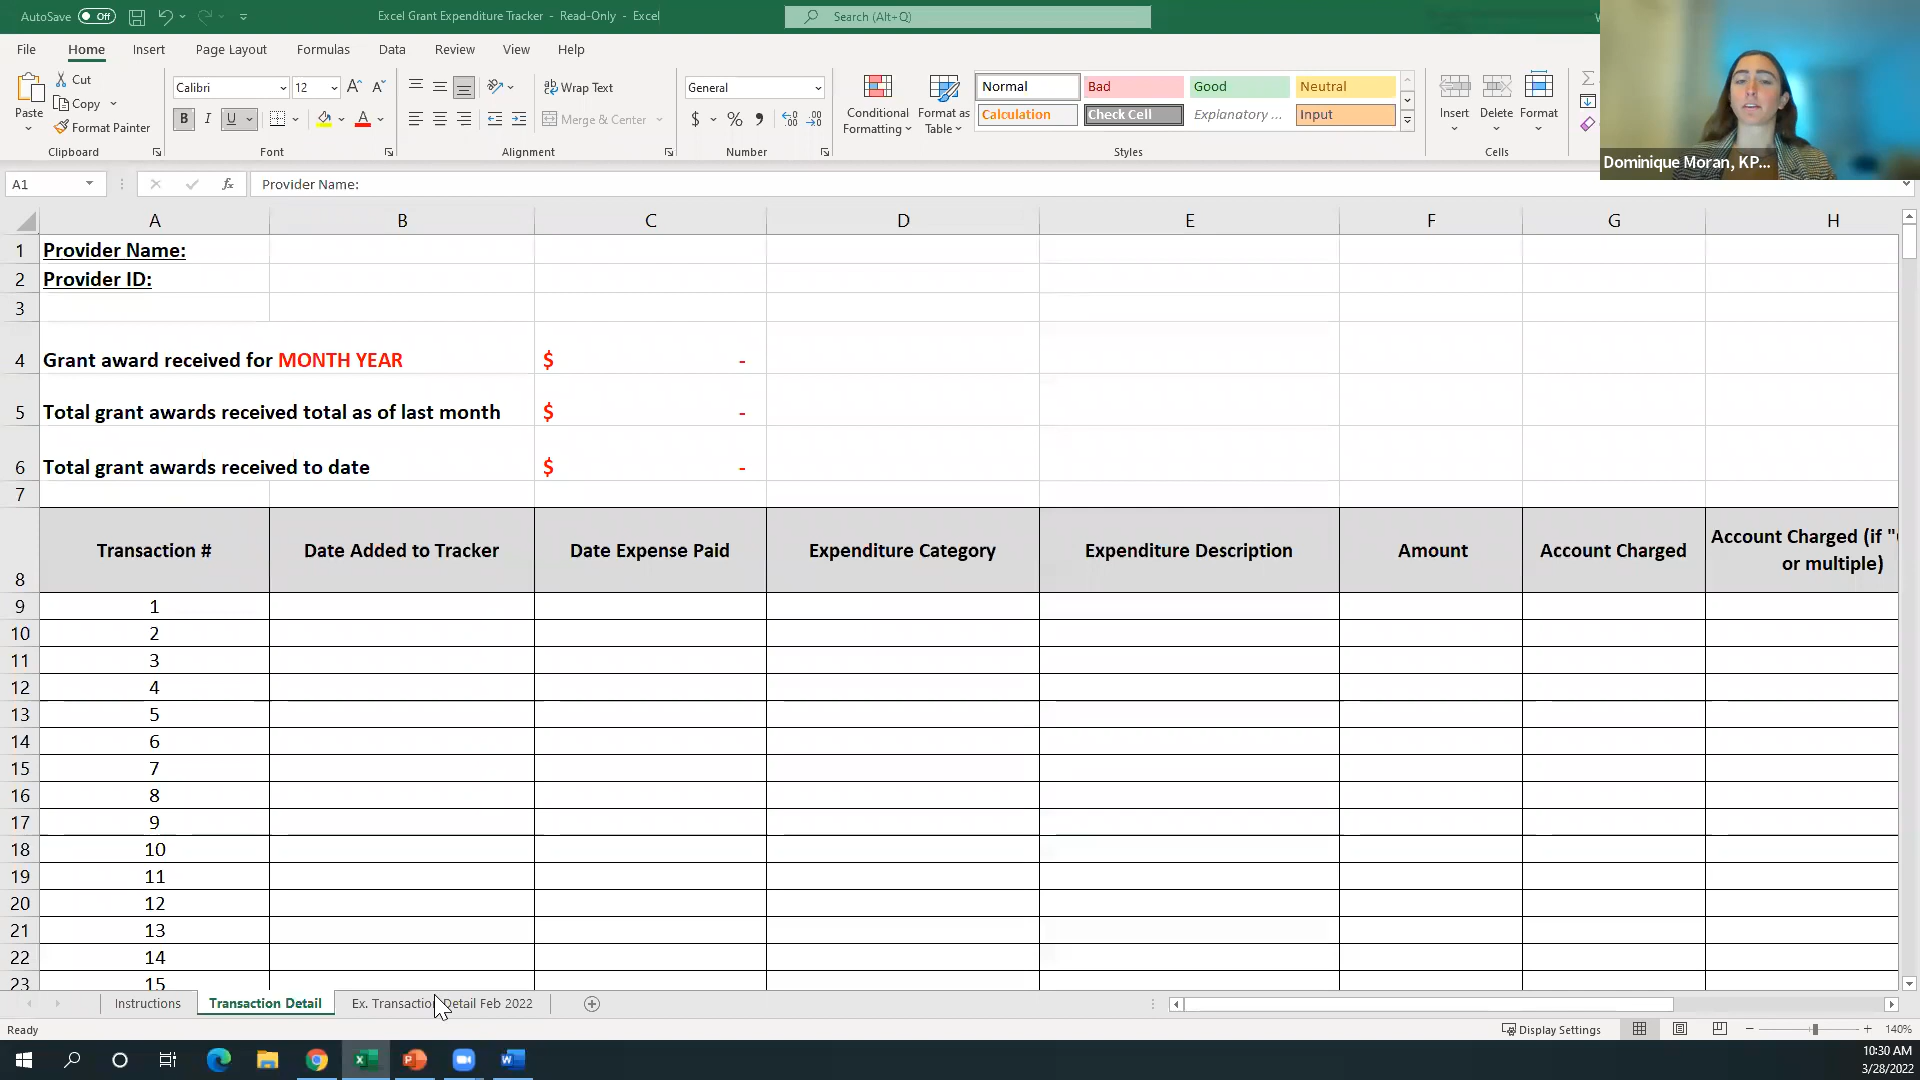 AutoSave Off Excel Grant Expenditure Tracker - Read-Only - Excel Search (Alt+Q)
File Home Insert Page Layout Formulas Data Review View Help
Paste Cut Copy Format Painter
Calibri 12 B I U A A A
Wrap Text Merge & Center
General $ % 9
Conditional Formatting Format as Table
Normal Bad Good Neutral
Calculation Check Cell Explanatory ... Input
Insert Delete Format
Clipboard Font Alignment Number Styles Cells
Dominique Moran, KP...
A1 fx Provider Name:
A B C D E F G H
1 Provider Name:
2 Provider ID:
3
4 Grant award received for MONTH YEAR $ -
5 Total grant awards received total as of last month $ -
6 Total grant awards received to date $ -
7
8 Transaction # Date Added to Tracker Date Expense Paid Expenditure Category Expenditure Description Amount Account Charged Account Charged (if " or multiple)
9 1
10 2
11 3
12 4
13 5
14 6
15 7
16 8
17 9
18 10
19 11
20 12
21 13
22 14
23 15
Instructions Transaction Detail Ex. Transaction Detail Feb 2022
Ready Display Settings 140%
10:30 AM
3/28/2022